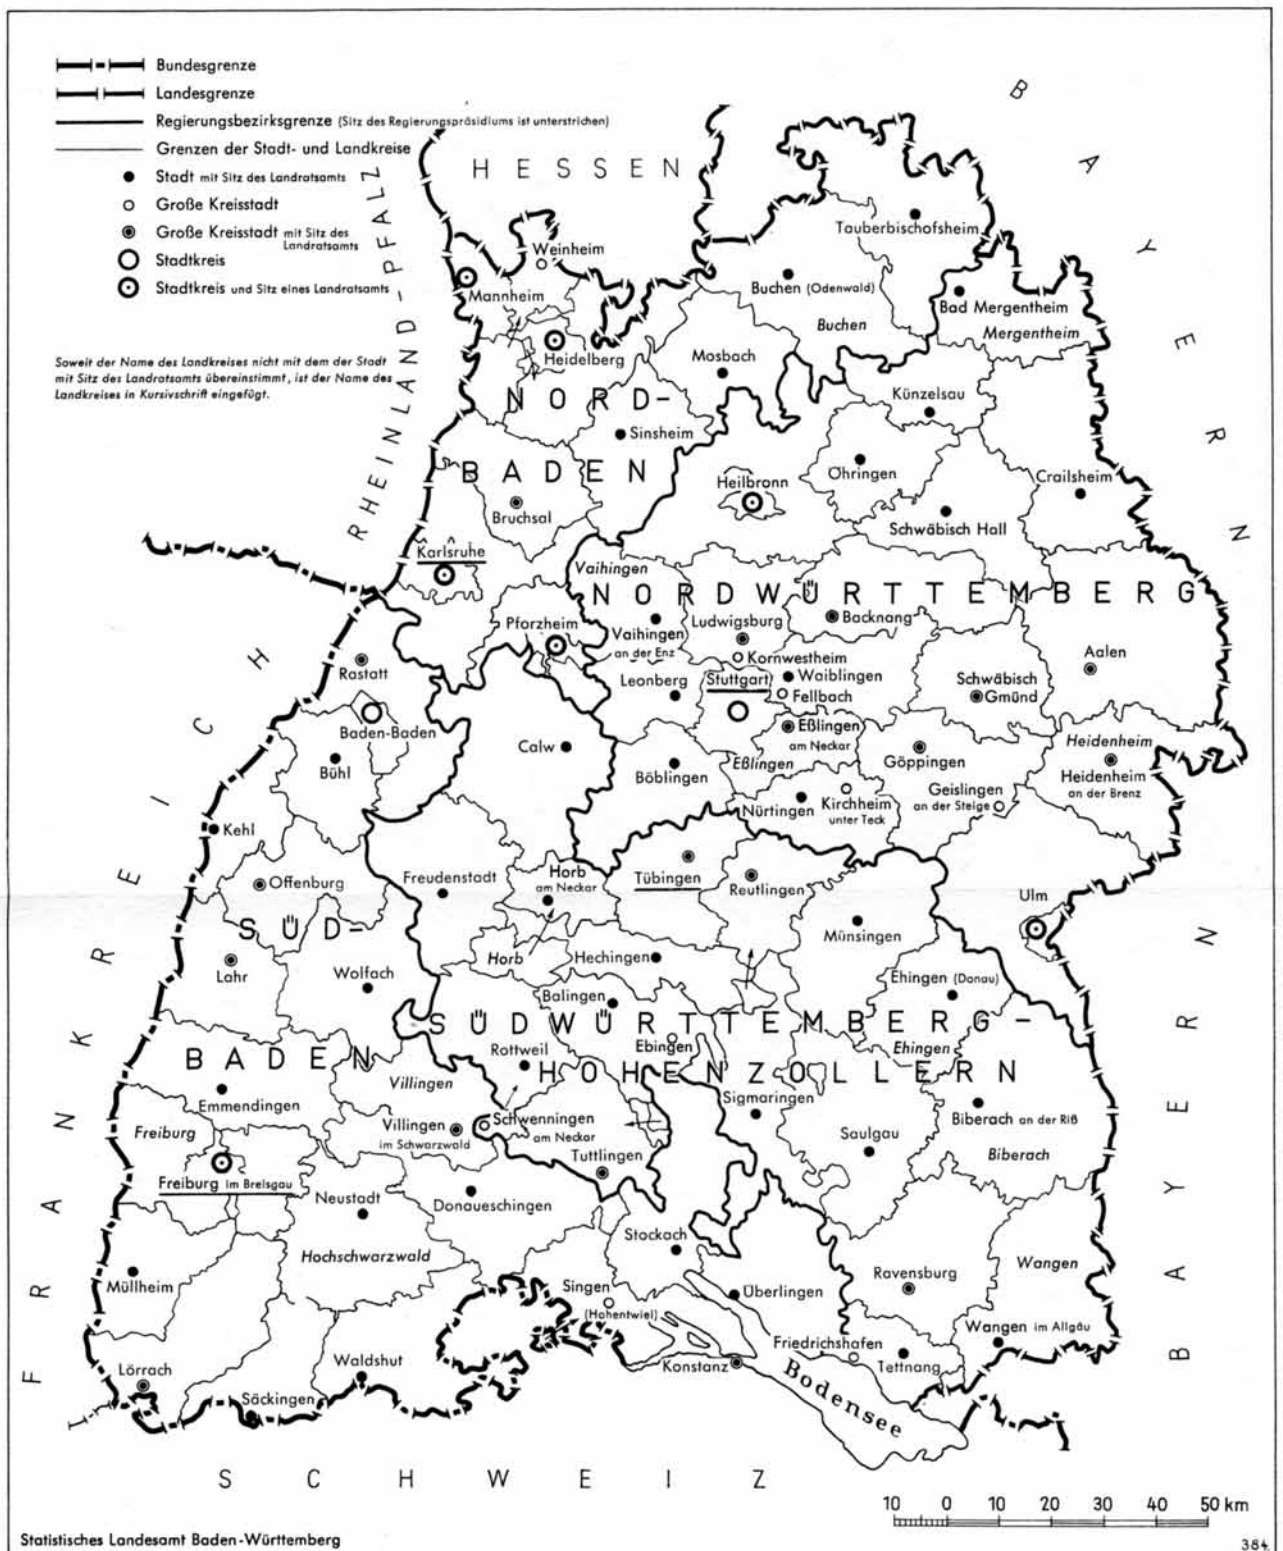 Bundesgrenze
Landesgrenze
Regierungsbezirksgrenze (Sitz des Regierungspräsidiums ist unterstrichen)
Grenzen der Stadt- und Landkreise
Stadt mit Sitz des Landratsamts
Große Kreisstadt
Große Kreisstadt mit Sitz des
Landratsamts
Stadtkreis
Stadtkreis und Sitz eines Landratsamts
Soweit der Name des Landkreises nicht mit dem der Stadt
mit Sitz des Landratsamts übereinstimmt, ist der Name des
Landkreises in Kursivschrift eingefügt.
HESSEN
BAYERN
RHEINLAND-PFALZ
Tauberbischofsheim
Weinheim
Mannheim
Buchen (Odenwald)
Buchen
Bad Mergentheim
Mergentheim
Heidelberg
Mosbach
Künzelsau
NORD-
Sinsheim
BADEN
Bruchsal
Heilbronn
Öhringen
Crailsheim
Schwäbisch Hall
Karlsruhe
Vaihingen
NORDWÜRTTEMBERG
Pforzheim
Vaihingen
an der Enz
Ludwigsburg
Backnang
Kornwestheim
Aalen
Rastatt
Leonberg
Stuttgart
Waiblingen
Fellbach
Schwäbisch
Gmünd
Baden-Baden
Eßlingen
am Neckar
Heidenheim
Bühl
Calw
Böblingen
Eßlingen
Göppingen
Heidenheim
an der Brenz
Nürtingen
Kirchheim
unter Teck
Geislingen
an der Steige
Kehl
FRANKREICH
Offenburg
Freudenstadt
Horb
am Neckar
Tübingen
Reutlingen
Ulm
SÜD-
Münsingen
Lahr
Wolfach
Horb
Hechingen
Ehingen (Donau)
Balingen
SÜDWÜRTTEMBERG-
BADEN
Rottweil
Ebingen
Ehingen
HOHENZOLLERN
Villingen
Emmendingen
Sigmaringen
Freiburg
Villingen
im Schwarzwald
Schwenningen
am Neckar
Biberach an der Riß
Saulgau
Biberach
Tuttlingen
Freiburg im Breisgau
Neustadt
Donaueschingen
BAYERN
Stockach
Hochschwarzwald
Wangen
Müllheim
Singen
(Hohentwiel)
Überlingen
Ravensburg
Friedrichshafen
Wangen im Allgäu
Lörrach
Waldshut
Konstanz
Tettnang
Bodensee
Säckingen
SCHWEIZ
10 0 10 20 30 40 50 km
Statistisches Landesamt Baden-Württemberg
384